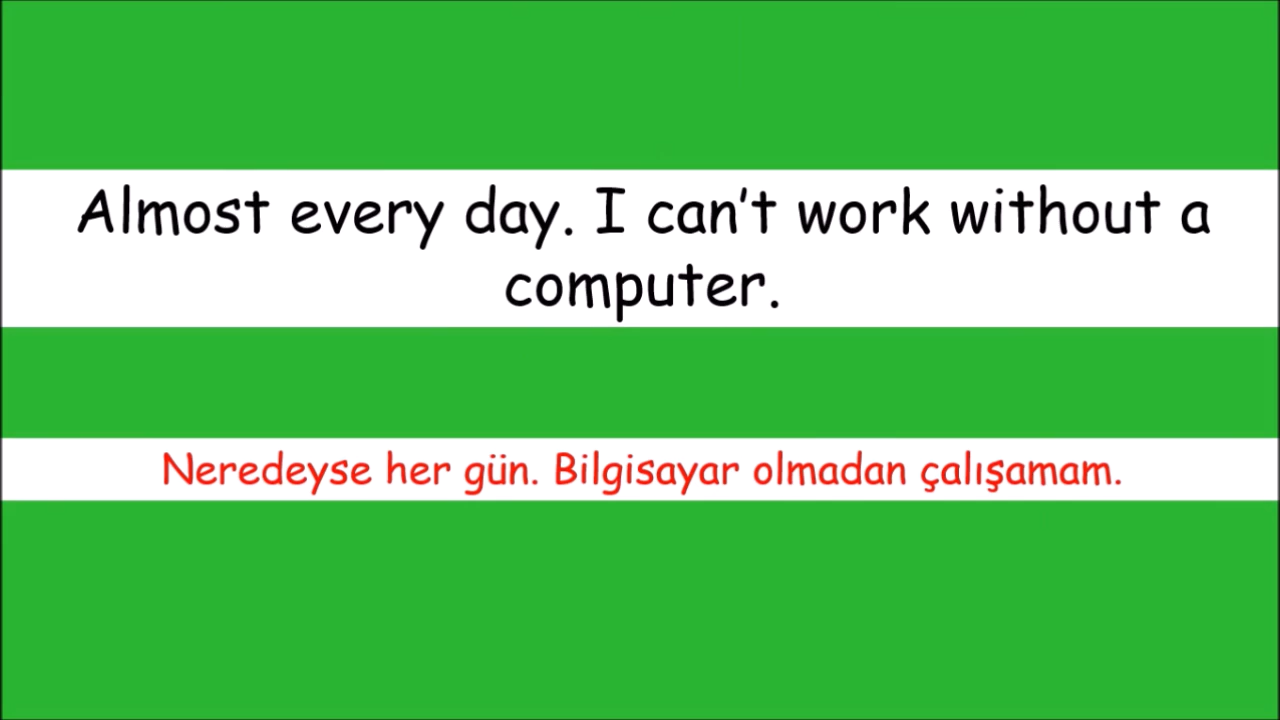 Almost every day. I can’t work without a
computer.
Neredeyse her gün. Bilgisayar olmadan çalışamam.